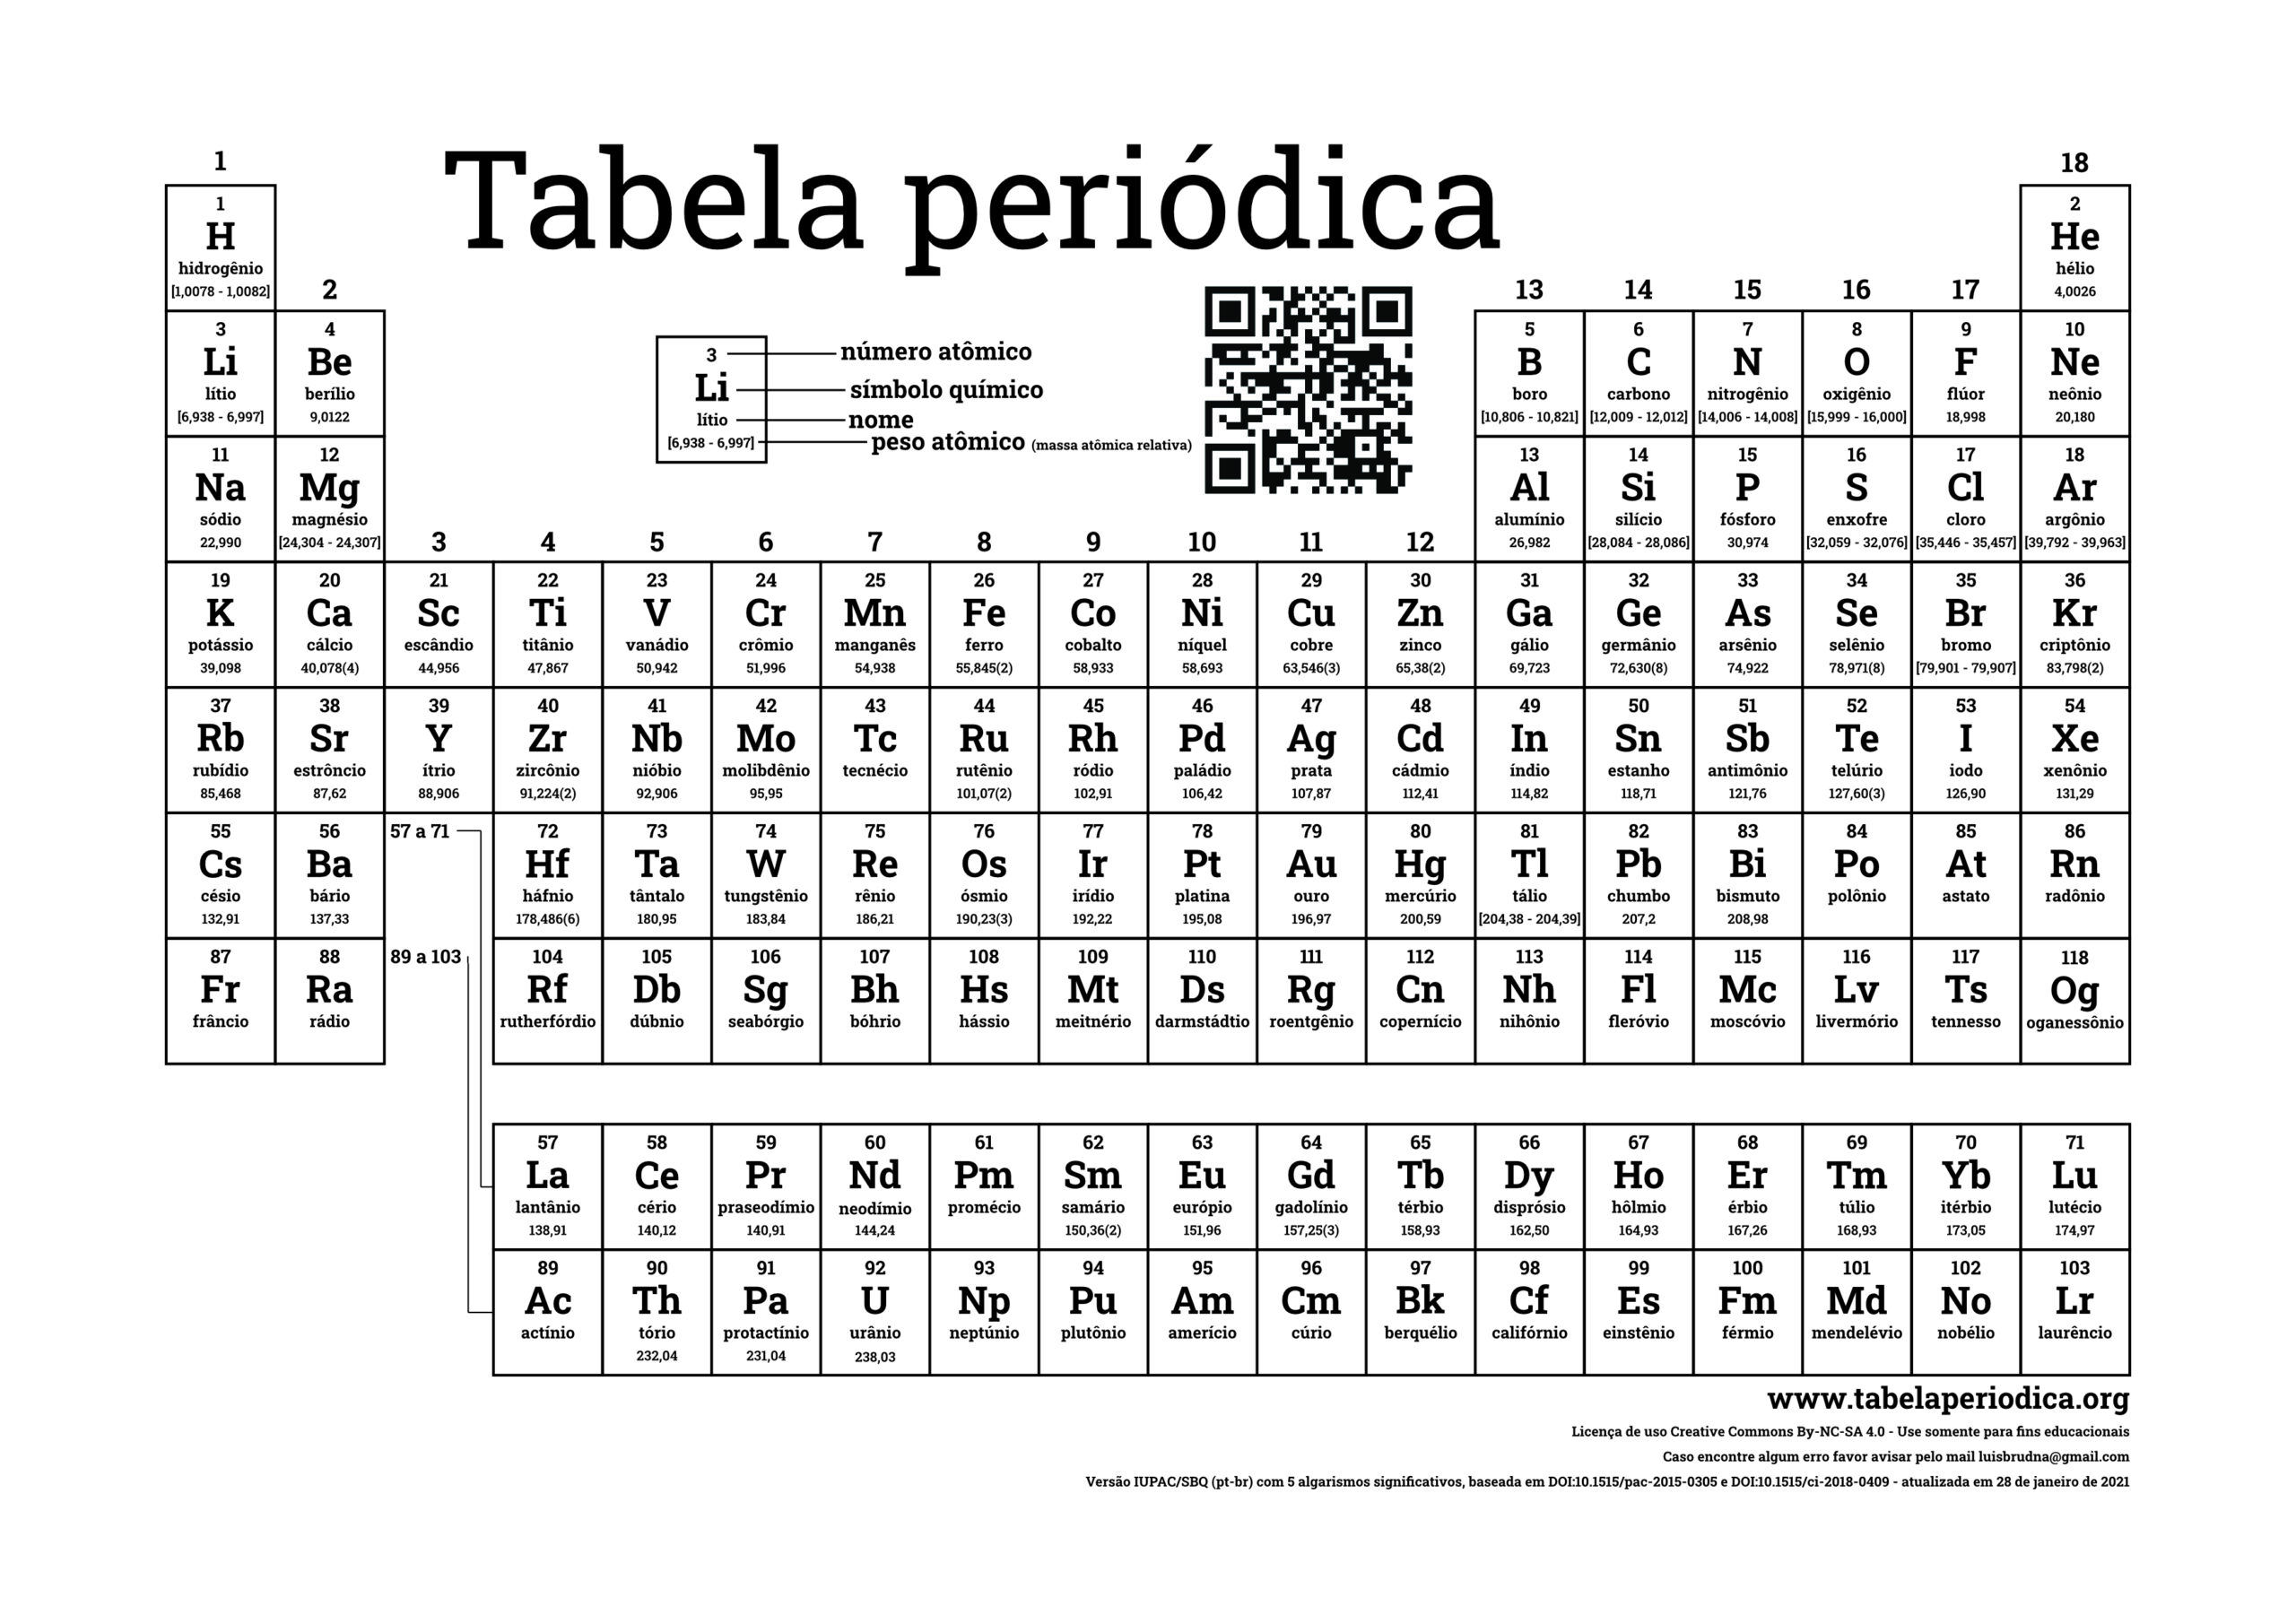 Tabela periódica
1
18
1
H
hidrogênio
[1,0078 - 1,0082]
2
He
hélio
4,0026
2
13 14 15 16 17
3
Li
lítio
[6,938 - 6,997]
número atômico
símbolo químico
nome
peso atômico (massa atômica relativa)
3 4 5 6 7 8 9 10
Li Be B C N O F Ne
lítio berílio boro carbono nitrogênio oxigênio flúor neônio
[6,938 - 6,997] 9,0122 [10,806 - 10,821] [12,009 - 12,012] [14,006 - 14,008] [15,999 - 16,000] 18,998 20,180
11 12 13 14 15 16 17 18
Na Mg Al Si P S Cl Ar
sódio magnésio alumínio silício fósforo enxofre cloro argônio
22,990 [24,304 - 24,307] 26,982 [28,084 - 28,086] 30,974 [32,059 - 32,076] [35,446 - 35,457] [39,792 - 39,963]
3 4 5 6 7 8 9 10 11 12
19 20 21 22 23 24 25 26 27 28 29 30 31 32 33 34 35 36
K Ca Sc Ti V Cr Mn Fe Co Ni Cu Zn Ga Ge As Se Br Kr
potássio cálcio escândio titânio vanádio crômio manganês ferro cobalto níquel cobre zinco gálio germânio arsênio selênio bromo criptônio
39,098 40,078(4) 44,956 47,867 50,942 51,996 54,938 55,845(2) 58,933 58,693 63,546(3) 65,38(2) 69,723 72,630(8) 74,922 78,971(8) [79,901 - 79,907] 83,798(2)
37 38 39 40 41 42 43 44 45 46 47 48 49 50 51 52 53 54
Rb Sr Y Zr Nb Mo Tc Ru Rh Pd Ag Cd In Sn Sb Te I Xe
rubídio estrôncio ítrio zircônio nióbio molibdênio tecnécio rutênio ródio paládio prata cádmio índio estanho antimônio telúrio iodo xenônio
85,468 87,62 88,906 91,224(2) 92,906 95,95 101,07(2) 102,91 106,42 107,87 112,41 114,82 118,71 121,76 127,60(3) 126,90 131,29
55 56 57 a 71 72 73 74 75 76 77 78 79 80 81 82 83 84 85 86
Cs Ba Hf Ta W Re Os Ir Pt Au Hg Tl Pb Bi Po At Rn
césio bário háfnio tântalo tungstênio rênio ósmio irídio platina ouro mercúrio tálio chumbo bismuto polônio astato radônio
132,91 137,33 178,486(6) 180,95 183,84 186,21 190,23(3) 192,22 195,08 196,97 200,59 [204,38 - 204,39] 207,2 208,98
87 88 89 a 103 104 105 106 107 108 109 110 111 112 113 114 115 116 117 118
Fr Ra Rf Db Sg Bh Hs Mt Ds Rg Cn Nh Fl Mc Lv Ts Og
frâncio rádio rutherfórdio dúbnio seabórgio bóhrio hássio meitnério darmstádtio roentgênio copernício nihônio fleróvio moscóvio livermório tennesso oganessônio
57 58 59 60 61 62 63 64 65 66 67 68 69 70 71
La Ce Pr Nd Pm Sm Eu Gd Tb Dy Ho Er Tm Yb Lu
lantânio cério praseodímio neodímio promécio samário európio gadolínio térbio disprósio hôlmio érbio túlio itérbio lutécio
138,91 140,12 140,91 144,24 150,36(2) 151,96 157,25(3) 158,93 162,50 164,93 167,26 168,93 173,05 174,97
89 90 91 92 93 94 95 96 97 98 99 100 101 102 103
Ac Th Pa U Np Pu Am Cm Bk Cf Es Fm Md No Lr
actínio tório protactínio urânio neptúnio plutônio amerício cúrio berquélio califórnio einstênio férmio mendelévio nobélio laurêncio
232,04 231,04 238,03
www.tabelaperiodica.org
Licença de uso Creative Commons By-NC-SA 4.0 - Use somente para fins educacionais
Caso encontre algum erro favor avisar pelo mail luisbrudna@gmail.com
Versão IUPAC/SBQ (pt-br) com 5 algarismos significativos, baseada em DOI:10.1515/pac-2015-0305 e DOI:10.1515/ci-2018-0409 - atualizada em 28 de janeiro de 2021